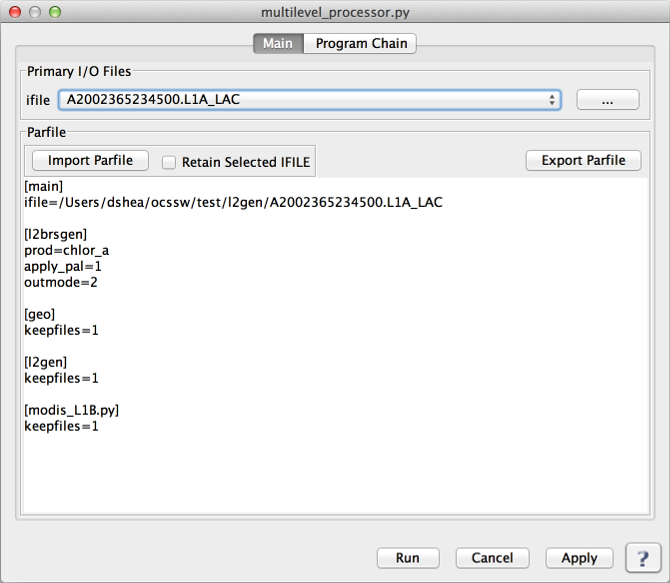 multilevel_processor.py
Main Program Chain
Primary I/O Files
ifile A2002365234500.L1A_LAC ...
Parfile
Import Parfile Retain Selected IFILE Export Parfile
[main]
ifile=/Users/dshea/ocssw/test/l2gen/A2002365234500.L1A_LAC
[l2brsgen]
prod=chlor_a
apply_pal=1
outmode=2
[geo]
keepfiles=1
[l2gen]
keepfiles=1
[modis_L1B.py]
keepfiles=1
Run Cancel Apply ?